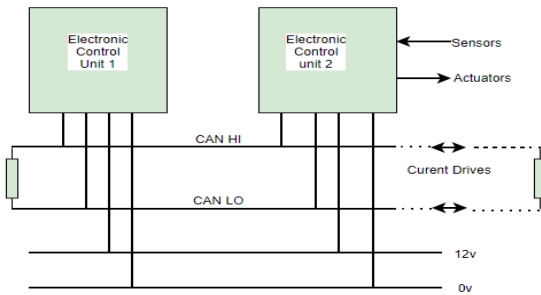 Electronic
Control
Unit 1
Electronic
Control
unit 2
Sensors
Actuators
CAN HI
Curent Drives
CAN LO
12v
0v